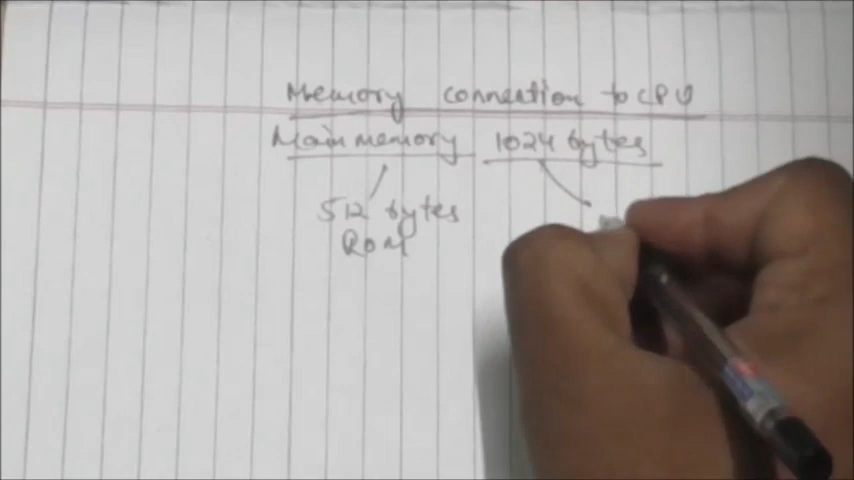 Memory connection to CPU
Main memory 1024 bytes
512 bytes
ROM